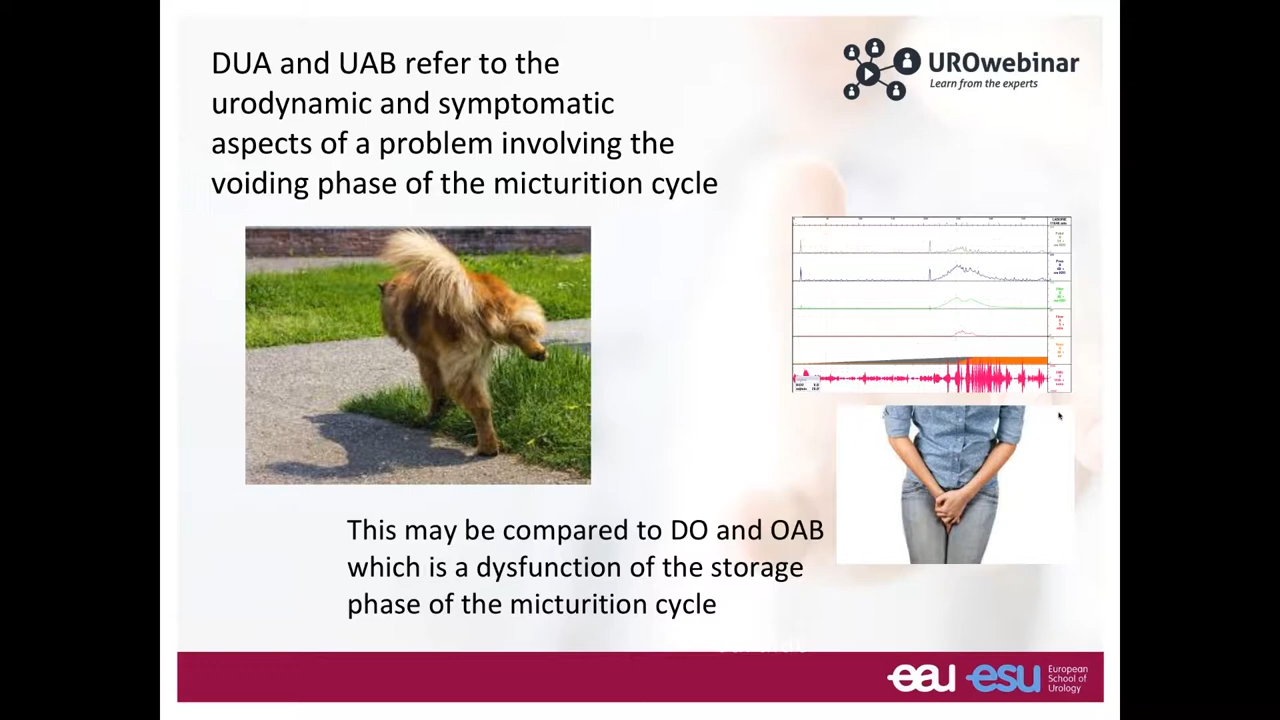 DUA and UAB refer to the
urodynamic and symptomatic
aspects of a problem involving the
voiding phase of the micturition cycle
UROwebinar
Learn from the experts
This may be compared to DO and OAB
which is a dysfunction of the storage
phase of the micturition cycle
eau esu
European
School of
Urology